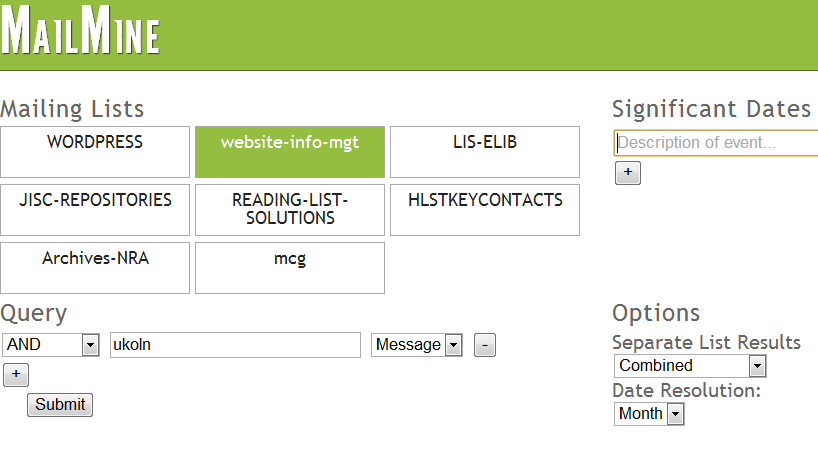 MailMine
Mailing Lists
WORDPRESS
website-info-mgt
LIS-ELIB
JISC-REPOSITORIES
READING-LIST-
SOLUTIONS
HLSTKEYCONTACTS
Archives-NRA
mcg
Significant Dates
Description of event...
+
Query
AND
ukoln
Message
-
+
Submit
Options
Separate List Results
Combined
Date Resolution:
Month